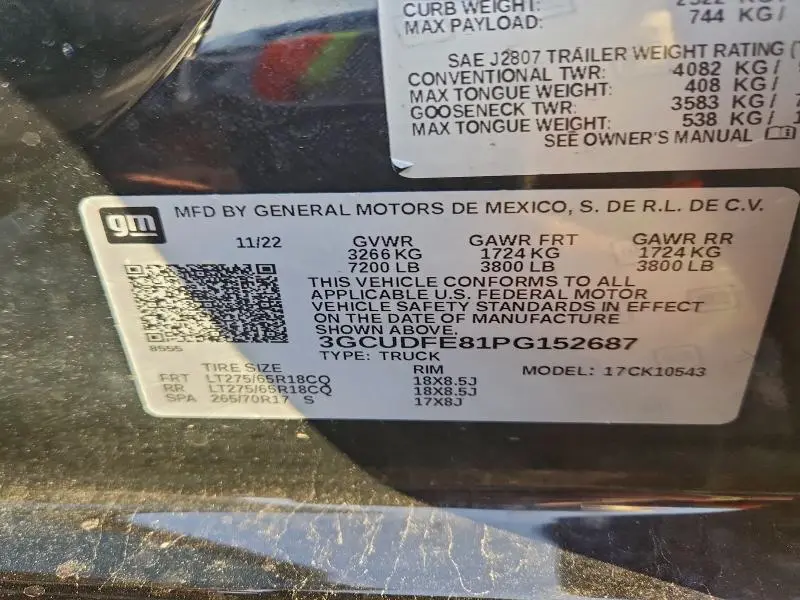 CURB WEIGHT:
MAX PAYLOAD: 744 KG/
SAE J2807 TRAILER WEIGHT RATING
CONVENTIONAL TWR: 4082 KG/
MAX TONGUE WEIGHT: 408 KG/
GOOSENECK TWR: 3583 KG/
MAX TONGUE WEIGHT: 538 KG/
SEE OWNER'S MANUAL
gm MFD BY GENERAL MOTORS DE MEXICO, S. DE R.L. DE C.V.
11/22 GVWR GAWR FRT GAWR RR
3266 KG 1724 KG 1724 KG
7200 LB 3800 LB 3800 LB
THIS VEHICLE CONFORMS TO ALL
APPLICABLE U.S. FEDERAL MOTOR
VEHICLE SAFETY STANDARDS IN EFFECT
ON THE DATE OF MANUFACTURE
SHOWN ABOVE.
8555 3GCUDFE81PG152687
TYPE: TRUCK
TIRE SIZE RIM MODEL: 17CK10543
FRT LT275/65R18CQ 18X8.5J
RR LT275/65R18CQ 18X8.5J
SPA 265/70R17 S 17X8J